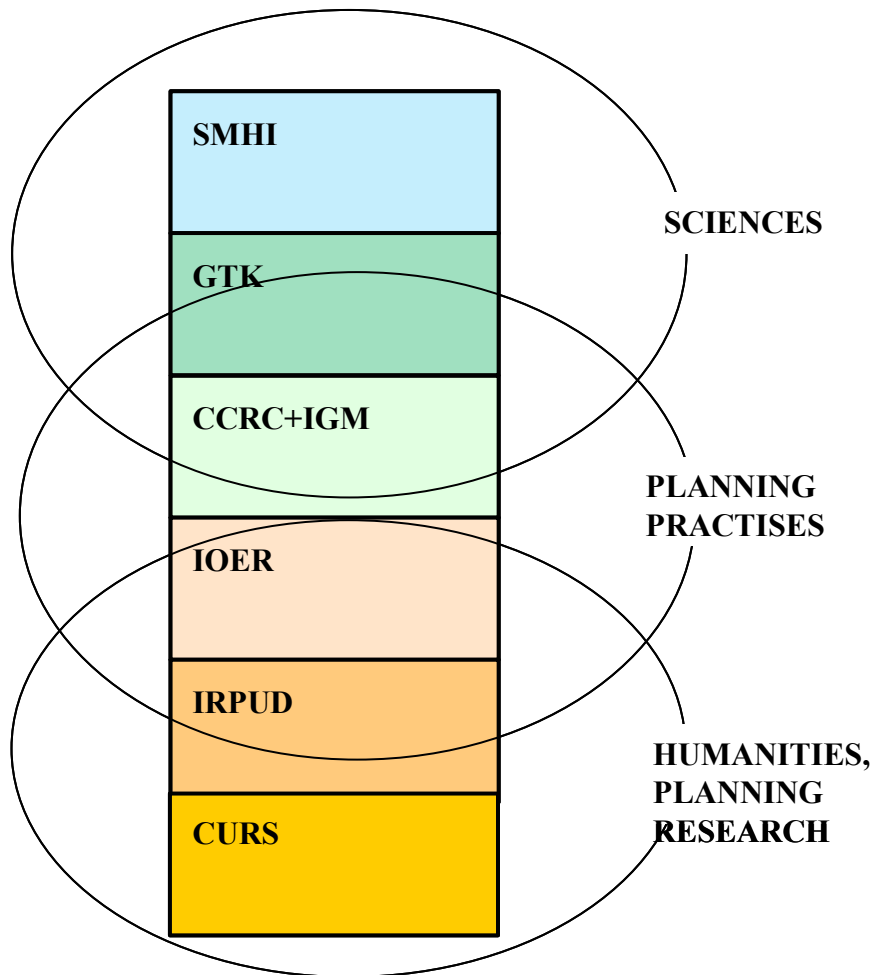 SMHI
SCIENCES
GTK
CCRC+IGM
PLANNING
PRACTISES
IOER
IRPUD
HUMANITIES,
PLANNING
RESEARCH
CURS